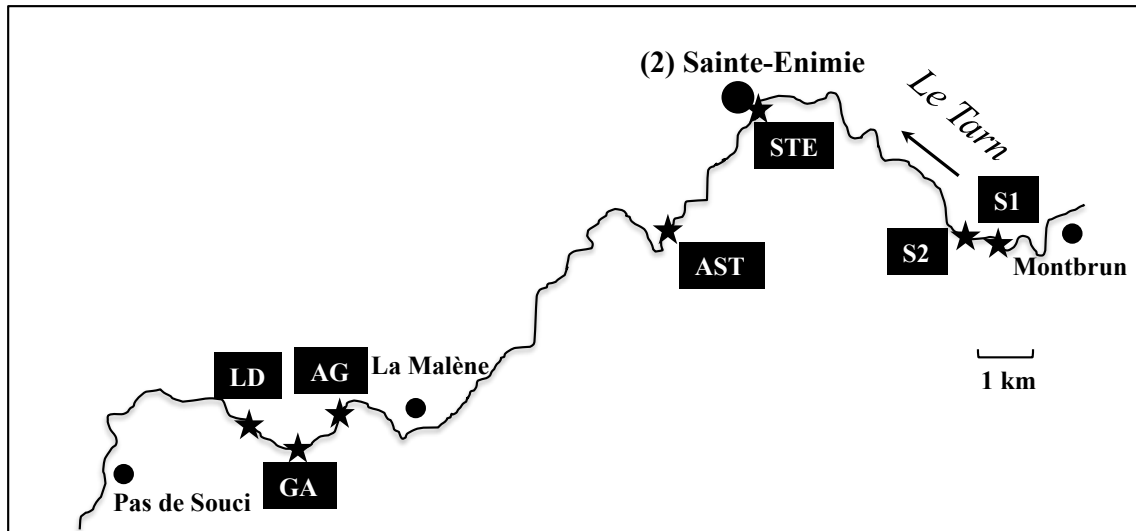 (2) Sainte-Enimie
Le Tarn
STE
S1
S2
AST
Montbrun
1 km
LD
AG
La Malène
GA
Pas de Souci